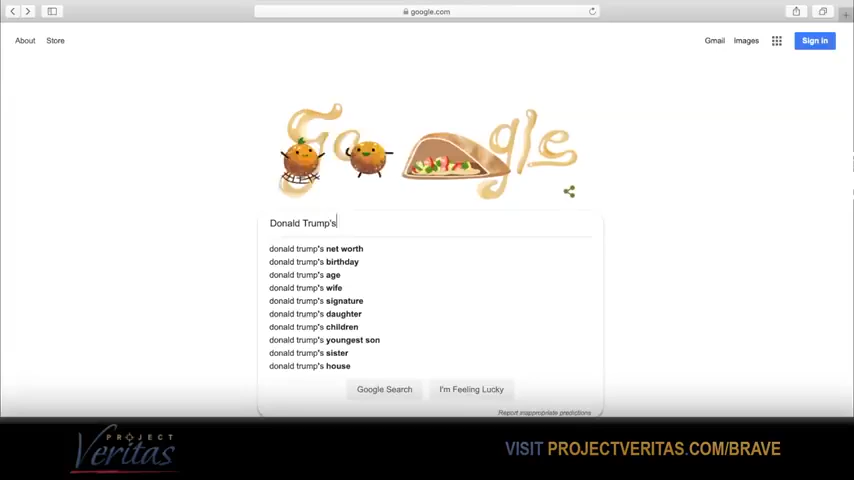 google.com
About Store
Gmail Images Sign In
Google
Donald Trump's
donald trump's net worth
donald trump's birthday
donald trump's age
donald trump's wife
donald trump's signature
donald trump's daughter
donald trump's children
donald trump's youngest son
donald trump's sister
donald trump's house
Google Search I'm Feeling Lucky
Report inappropriate predictions
PROJECT
Veritas
VISIT PROJECTVERITAS.COM/BRAVE